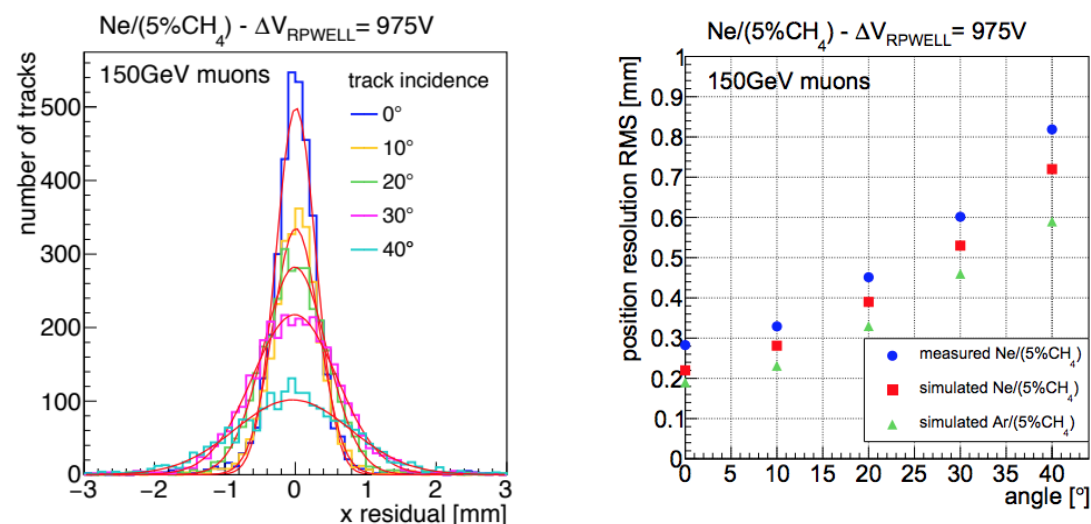 Ne/(5%CH₄) - ΔV_RPWELL = 975V
150GeV muons
track incidence
0°
10°
20°
30°
40°
number of tracks
500
400
300
200
100
0
−3 −2 −1 0 1 2 3
x residual [mm]
Ne/(5%CH₄) - ΔV_RPWELL = 975V
150GeV muons
position resolution RMS [mm]
1
0.9
0.8
0.7
0.6
0.5
0.4
0.3
0.2
0.1
0
0 5 10 15 20 25 30 35 40
angle [°]
measured Ne/(5%CH₄)
simulated Ne/(5%CH₄)
simulated Ar/(5%CH₄)